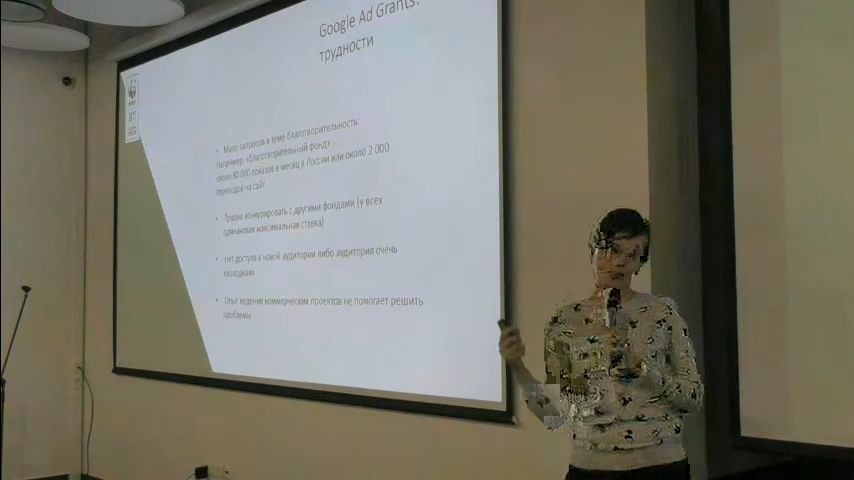 Google Ad Grants:
трудности
• Мало запросов в теме благотворительность:
Например, «Благотворительный фонд» -
около 80 000 показов в месяц в России или около 2 000
переходов на сайт
• Трудно конкурировать с другими фондами (у всех
одинаковая максимальная ставка)
• Нет доступа к новой аудитории либо аудитория очень
«холодная»
• Опыт ведения коммерческих проектов не помогает решить
проблемы